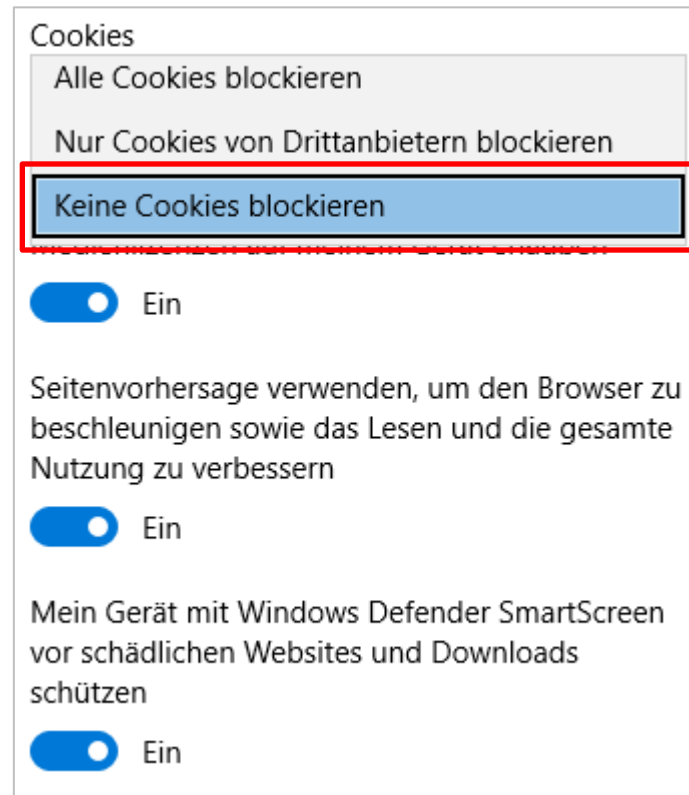 Cookies
Alle Cookies blockieren
Nur Cookies von Drittanbietern blockieren
Keine Cookies blockieren
Ein
Seitenvorhersage verwenden, um den Browser zu
beschleunigen sowie das Lesen und die gesamte
Nutzung zu verbessern
Ein
Mein Gerät mit Windows Defender SmartScreen
vor schädlichen Websites und Downloads
schützen
Ein